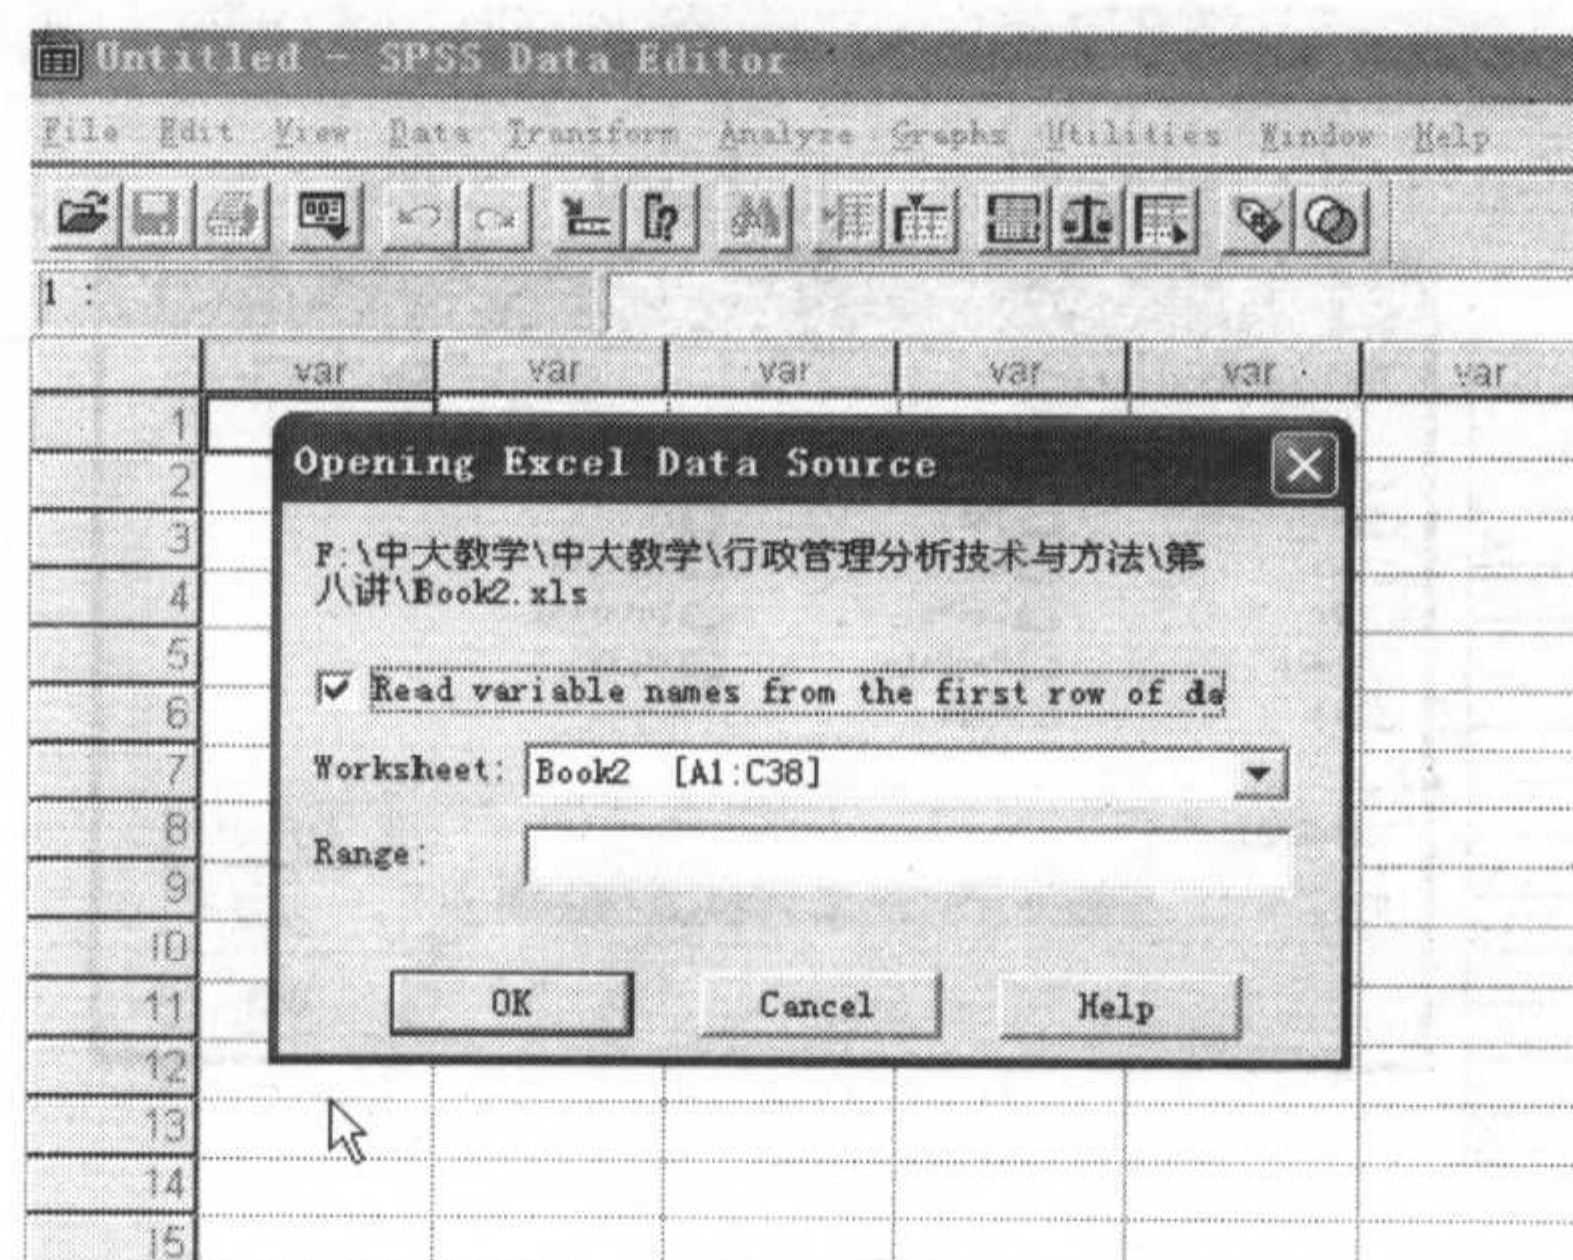 Untitled - SPSS Data Editor
File Edit View Data Transform Analyze Graphs Utilities Window Help
1 :
var var var var var var
1
Opening Excel Data Source
2
3
F:\中大教学\中大教学\行政管理分析技术与方法\第
八讲\Book2.xls
4
5
Read variable names from the first row of da
6
7
Worksheet: Book2 [A1:C38]
8
Range:
9
10
11
OK Cancel Help
12
13
14
15